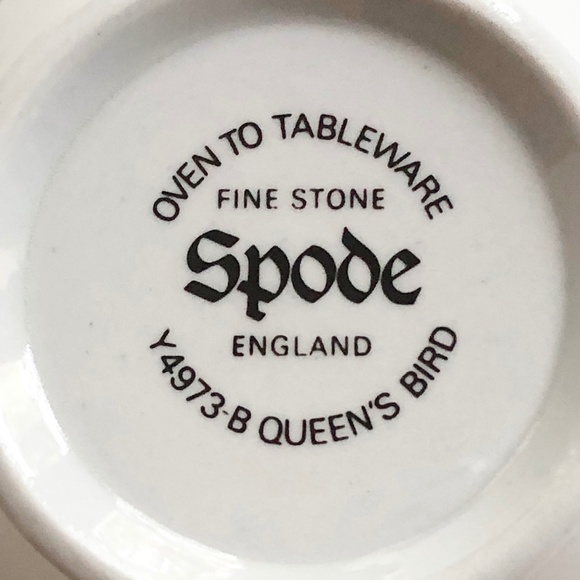 OVEN TO TABLEWARE
FINE STONE
Spode
ENGLAND
Y4973-B QUEEN'S BIRD